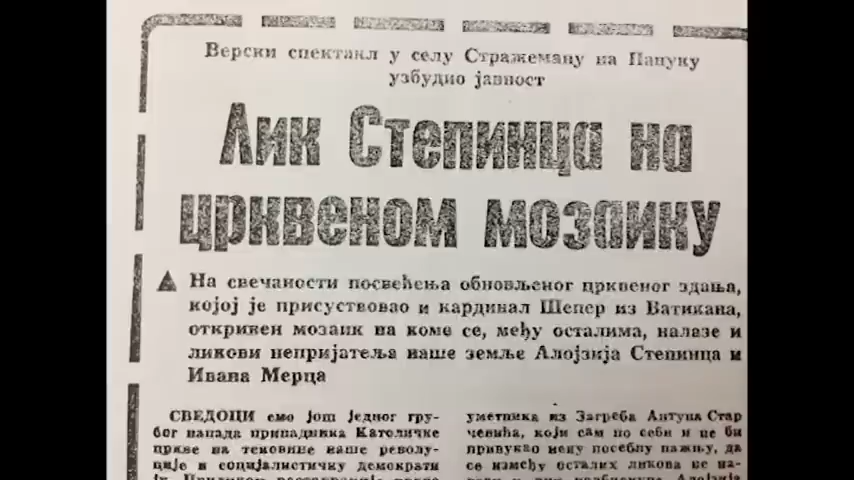 Верски спектакл у селу Стражеману на Папуку
узбудио јавност
Лик Степинца на
црквеном мозаику
На свечаности посвећења обновљеног црквеног здања,
којој је присуствовао и кардинал Шепер из Ватикана,
откривен мозаик на коме се, међу осталима, налазе и
ликови непријатеља наше земље Алојзија Степинца и
Ивана Мерца
СВЕДОЦИ смо још једног гру-
бог напада припадника Католичке
цркве на тековине наше револу-
ције и социјалистичку демократи
ју. Приликом рестаурације
уметника из Загреба Антуна Стар
чевића, који сам по себи и не би
привукао неку посебну пажњу, да
се између осталих ликова не на-
Алојзија